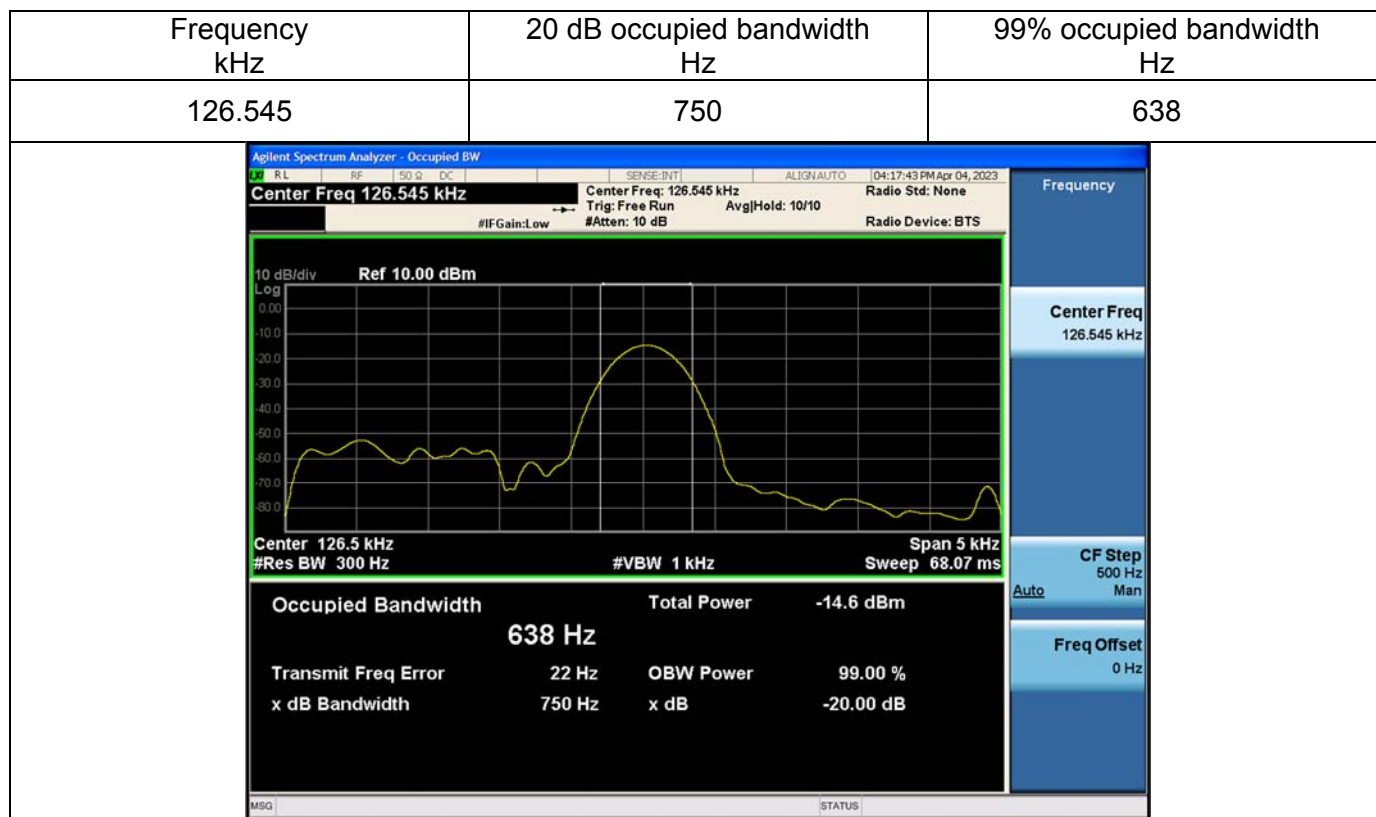 Frequency
kHz
20 dB occupied bandwidth
Hz
99% occupied bandwidth
Hz
126.545
750
638
Agilent Spectrum Analyzer - Occupied BW
LXI RL RF 50 Ω DC SENSE:INT ALIGN AUTO 04:17:43 PM Apr 04, 2023
Center Freq 126.545 kHz
Center Freq: 126.545 kHz
Radio Std: None
Trig: Free Run Avg|Hold: 10/10
#IFGain:Low
#Atten: 10 dB
Radio Device: BTS
Frequency
10 dB/div Ref 10.00 dBm
Log
0.00
-10.0
-20.0
-30.0
-40.0
-50.0
-60.0
-70.0
-80.0
Center 126.5 kHz Span 5 kHz
#Res BW 300 Hz #VBW 1 kHz Sweep 68.07 ms
Center Freq
126.545 kHz
CF Step
500 Hz
Auto Man
Freq Offset
0 Hz
Occupied Bandwidth
638 Hz
Total Power -14.6 dBm
Transmit Freq Error 22 Hz OBW Power 99.00 %
x dB Bandwidth 750 Hz x dB -20.00 dB
MSG STATUS